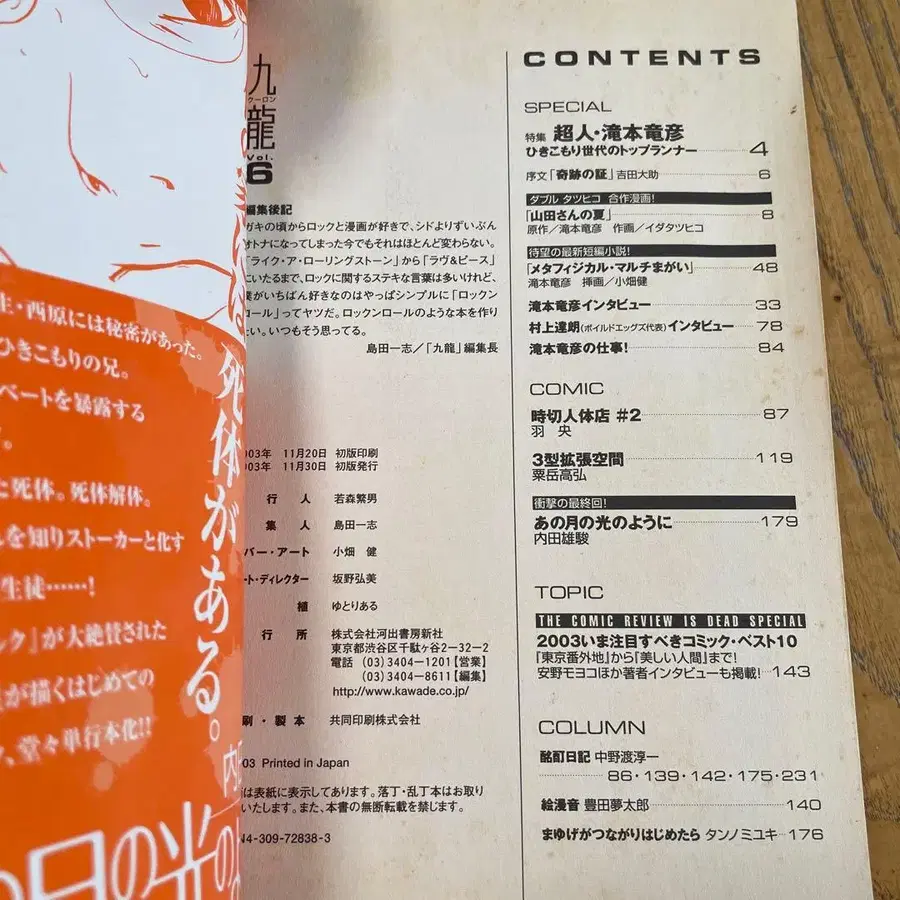 死体がある。
生・西原には秘密があった。
ひきこもりの兄。
ベートを暴露する
た死体。死体解体。
を知りストーカーと化す
生徒……!
ルク」が大絶賛された
が描くはじめての
、堂々単行本化!!
内
の月の光の
九龍
クーロン
Vol.
6
編集後記
ガキの頃からロックと漫画が好きで、シドよりずいぶん
オトナになってしまった今でもそれはほとんど変わらない。
「ライク・ア・ローリングストーン」から「ラヴ&ピース」
にいたるまで、ロックに関するステキな言葉は多いけれど、
僕がいちばん好きなのはやっぱシンプルに「ロックン
ロール」ってヤツだ。ロックンロールのような本を作り
たい。いつもそう思ってる。
島田一志/「九龍」編集長
003年 11月20日 初版印刷
003年 11月30日 初版発行
行人 若森繁男
集人 島田一志
バー・アート 小畑 健
ート・ディレクター 坂野弘美
植 ゆとりある
行所 株式会社河出書房新社
東京都渋谷区千駄ヶ谷2-32-2
電話 (03)3404-1201【営業】
(03)3404-8611【編集】
http://www.kawade.co.jp/
刷・製本 共同印刷株式会社
03 Printed in Japan
は表紙に表示してあります。落丁・乱丁本はお取り
いたします。また、本書の無断転載を禁じます。
N4-309-72838-3
CONTENTS
SPECIAL
特集 超人・滝本竜彦
ひきこもり世代のトップランナー 4
序文「奇跡の証」吉田大助 6
ダブル タツヒコ 合作漫画!
「山田さんの夏」 8
原作/滝本竜彦 作画/イダタツヒコ
待望の最新短編小説!
「メタフィジカル・マルチまがい」 48
滝本竜彦 挿画/小畑健
滝本竜彦インタビュー 33
村上達朗(ボイルドエッグズ代表)インタビュー 78
滝本竜彦の仕事! 84
COMIC
時切人体店 #2 87
羽 央
3型拡張空間 119
粟岳高弘
衝撃の最終回!
あの月の光のように 179
内田雄駿
TOPIC
THE COMIC REVIEW IS DEAD SPECIAL
2003いま注目すべきコミック・ベスト10
「東京番外地」から「美しい人間」まで!
安野モヨコほか著者インタビューも掲載! 143
COLUMN
酩酊日記 中野渡淳一
86・139・142・175・231
絵漫音 豊田夢太郎 140
まゆげがつながりはじめたら タンノミユキ 176